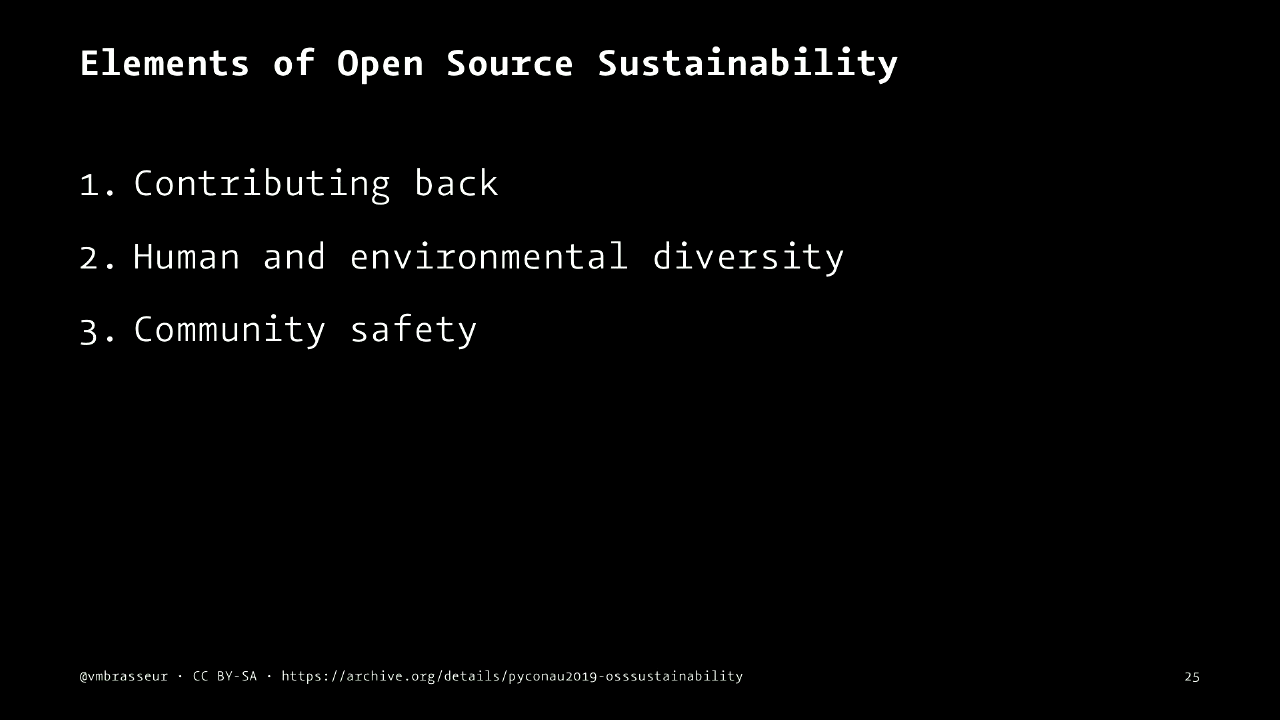 Elements of Open Source Sustainability
1. Contributing back
2. Human and environmental diversity
3. Community safety
@vmbrasseur · CC BY-SA · https://archive.org/details/pyconau2019-osssustainability
25